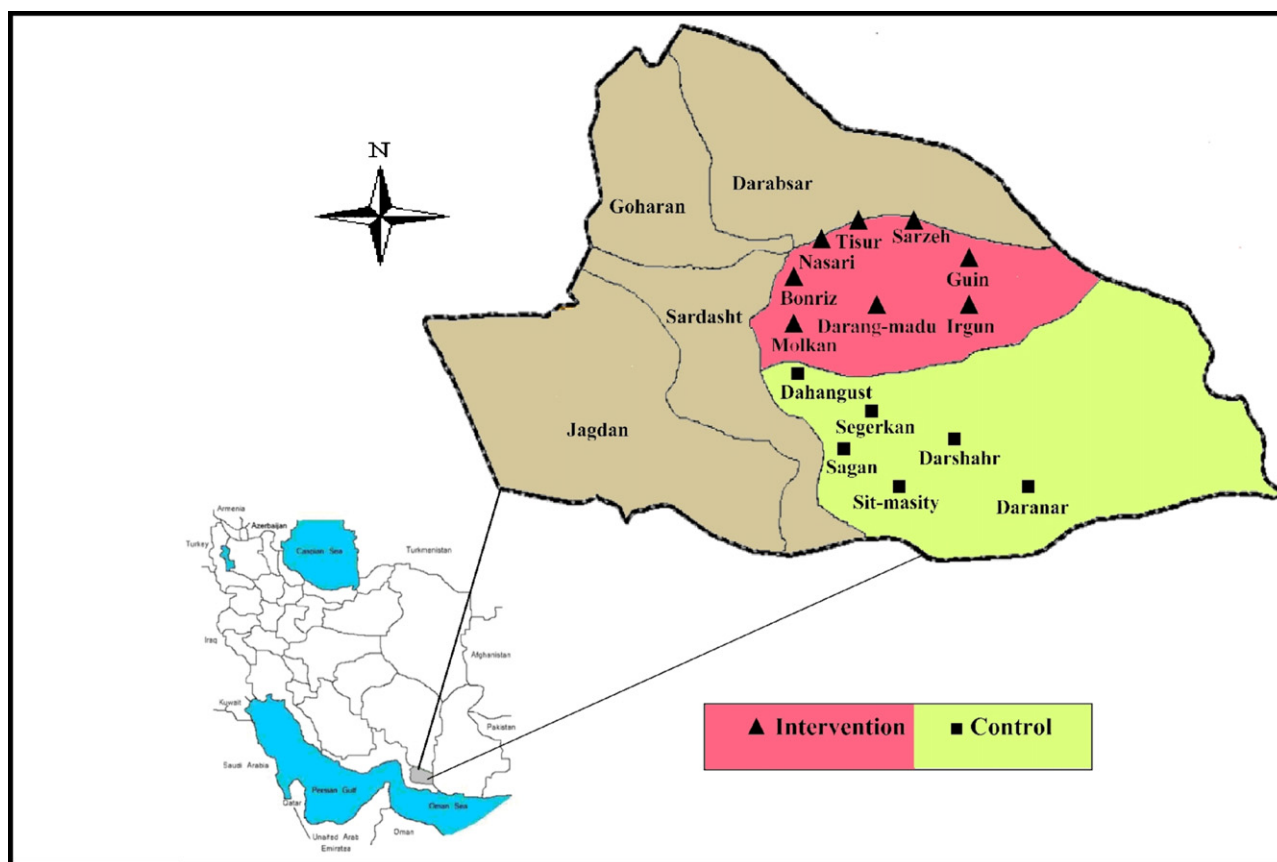 N
Darabsar
Goharan
Tisur
Sarzeh
Nasari
Guin
Bonriz
Sardasht
Darang-madu
Irgun
Molkan
Dahangust
Segerkan
Jagdan
Darshahr
Sagan
Sit-masity
Daranar
Armenia
Azerbaijan
Turkey
Caspian Sea
Turkmenistan
Iraq
Afghanistan
Kuwait
Pakistan
Saudi Arabia
Persian Gulf
Qatar
Oman Sea
Oman
United Arab
Emirates
Intervention
Control